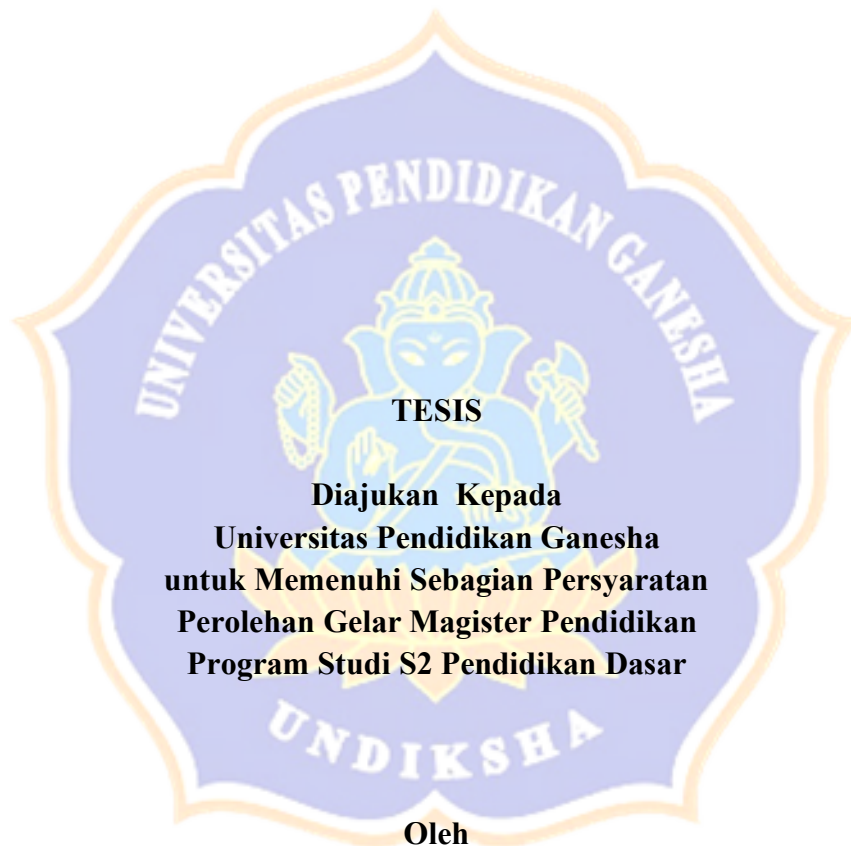 UNIVERSITAS PENDIDIKAN GANESHA
TESIS
Diajukan Kepada
Universitas Pendidikan Ganesha
untuk Memenuhi Sebagian Persyaratan
Perolehan Gelar Magister Pendidikan
Program Studi S2 Pendidikan Dasar
UNDIKSHA
Oleh